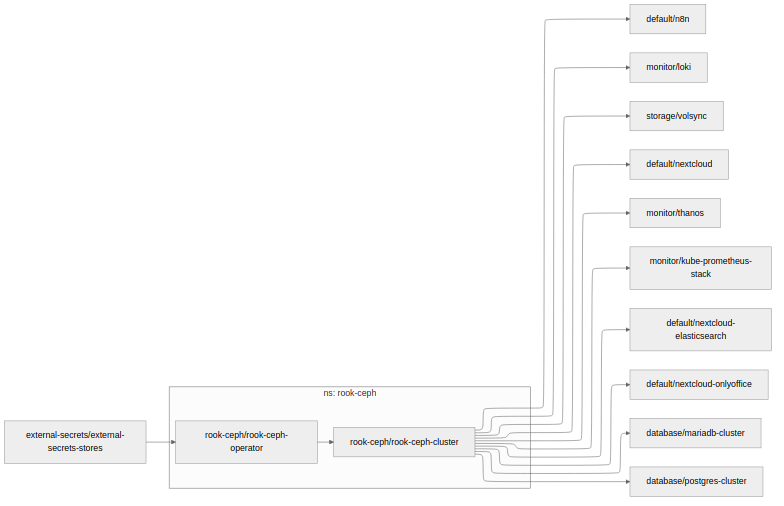 default/n8n
monitor/loki
storage/volsync
default/nextcloud
monitor/thanos
monitor/kube-prometheus-
stack
default/nextcloud-
elasticsearch
default/nextcloud-onlyoffice
ns: rook-ceph
external-secrets/external-
secrets-stores
rook-ceph/rook-ceph-
operator
rook-ceph/rook-ceph-cluster
database/mariadb-cluster
database/postgres-cluster